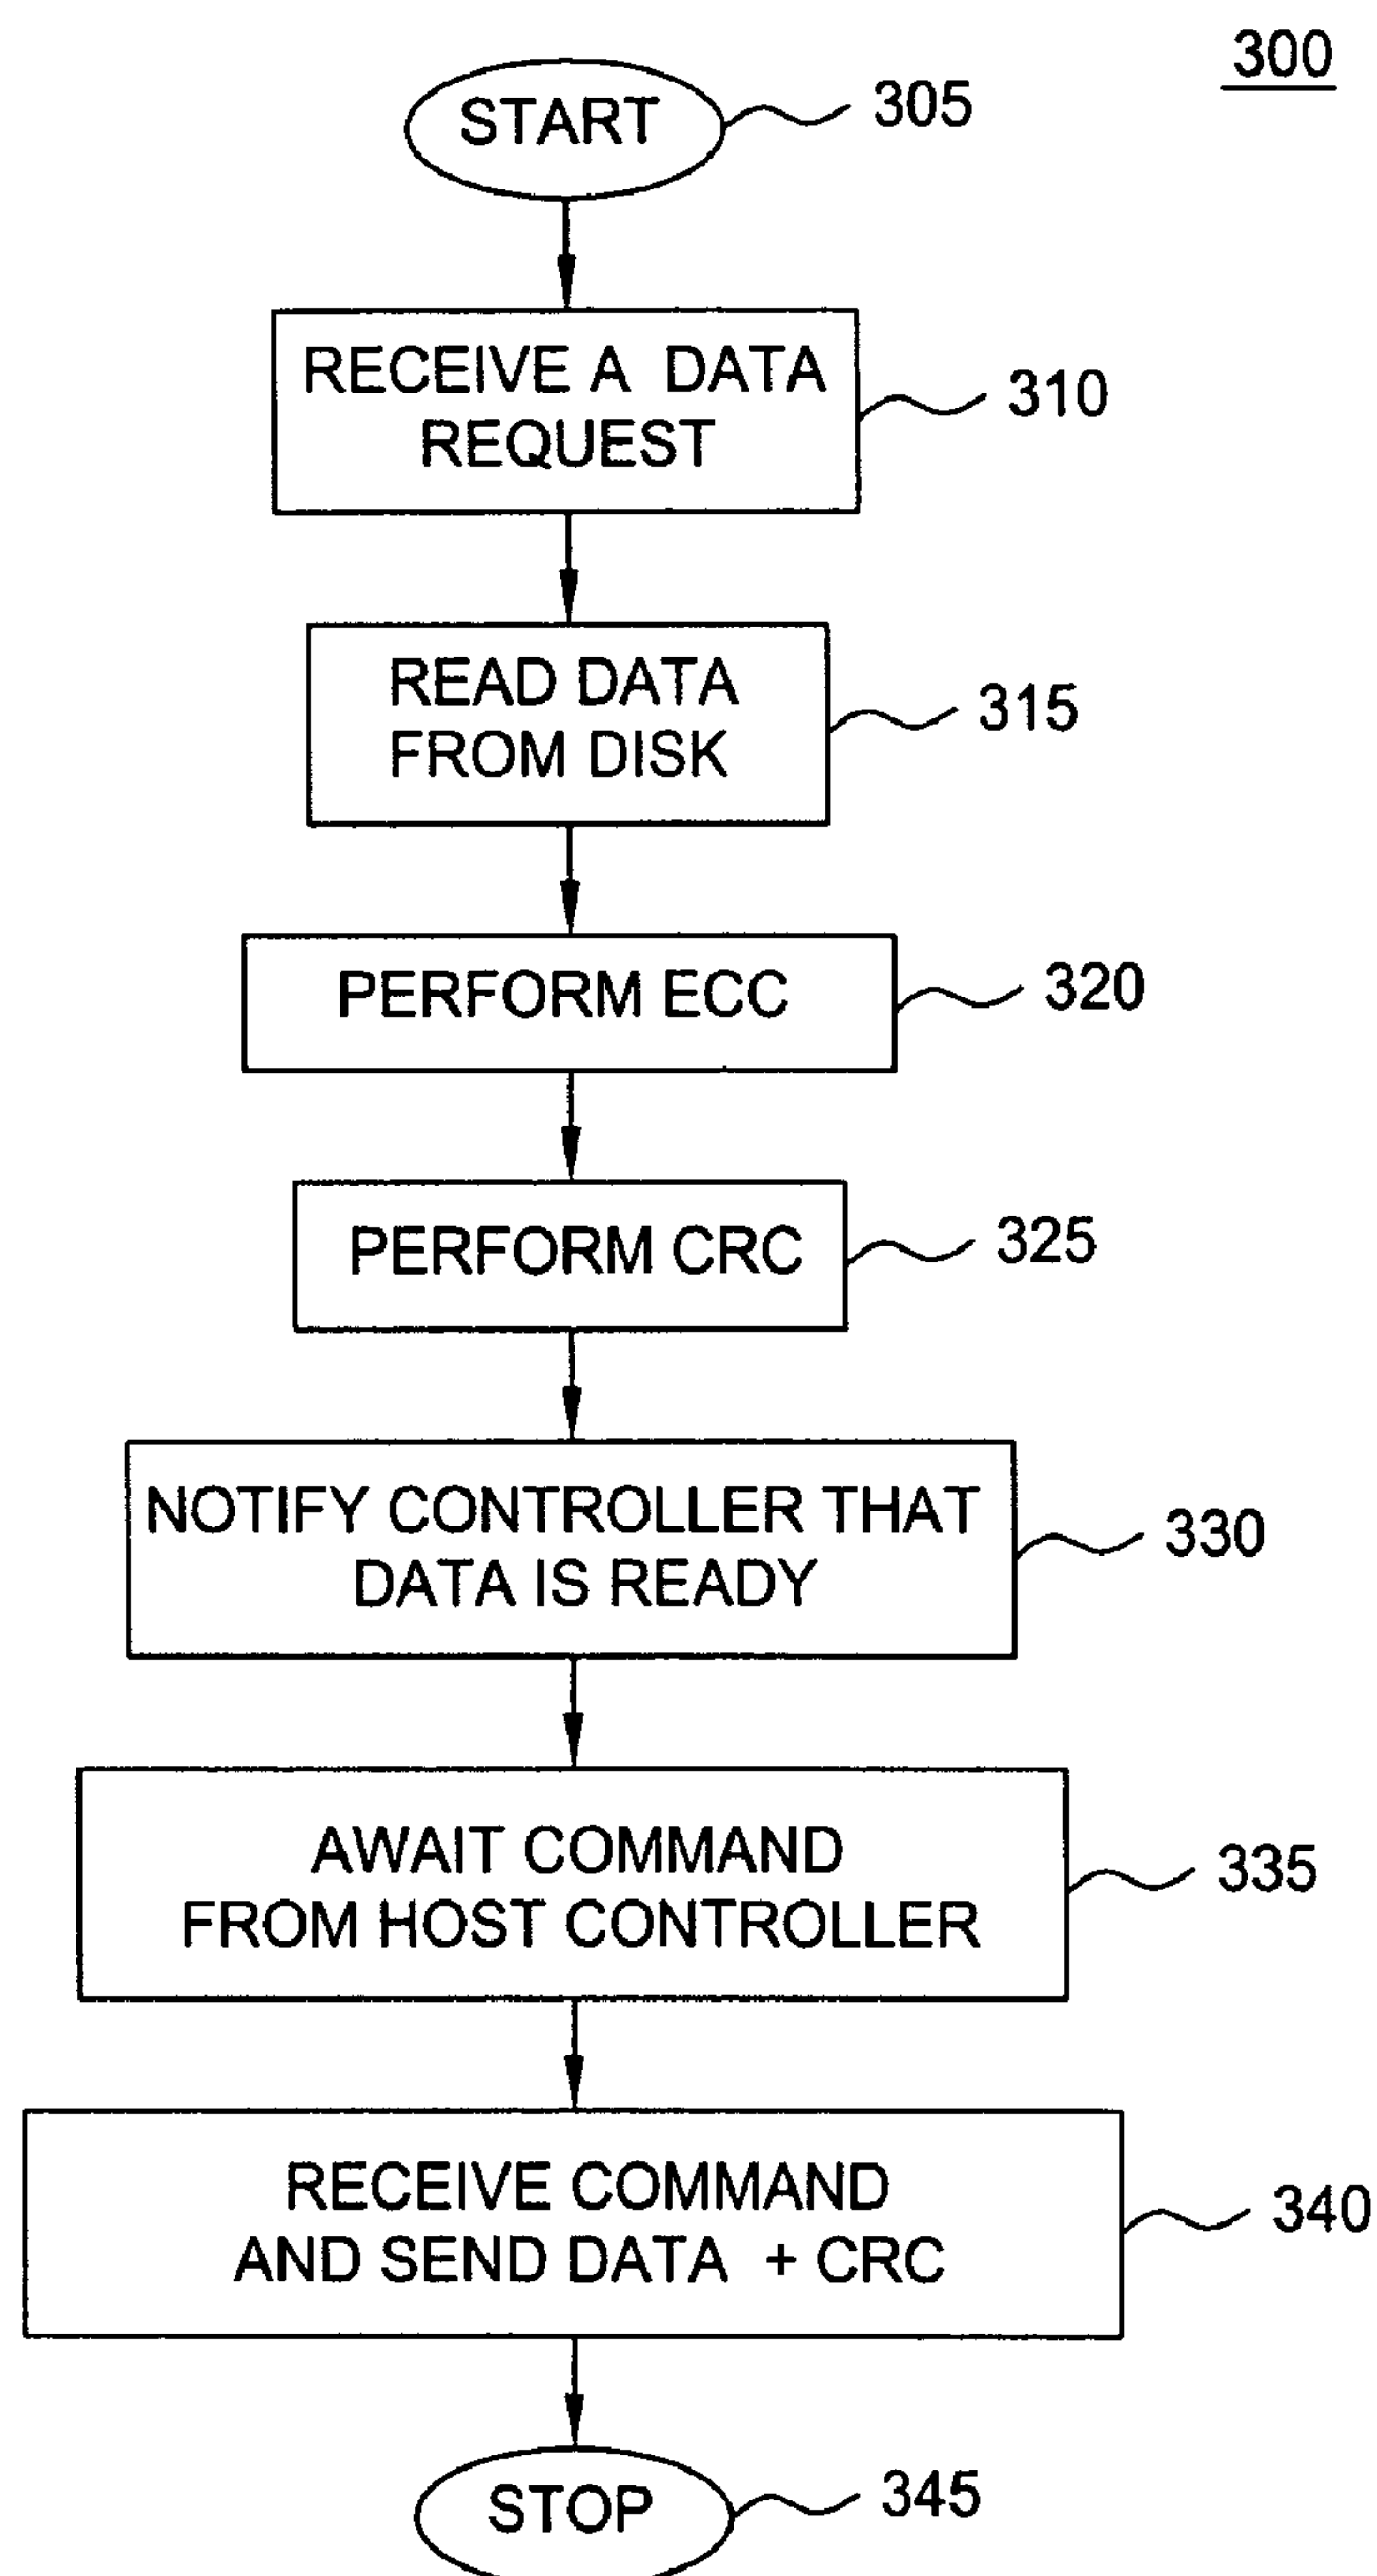 300
START
305
RECEIVE A DATA
REQUEST
310
READ DATA
FROM DISK
315
PERFORM ECC
320
PERFORM CRC
325
NOTIFY CONTROLLER THAT
DATA IS READY
330
AWAIT COMMAND
FROM HOST CONTROLLER
335
RECEIVE COMMAND
AND SEND DATA + CRC
340
STOP
345